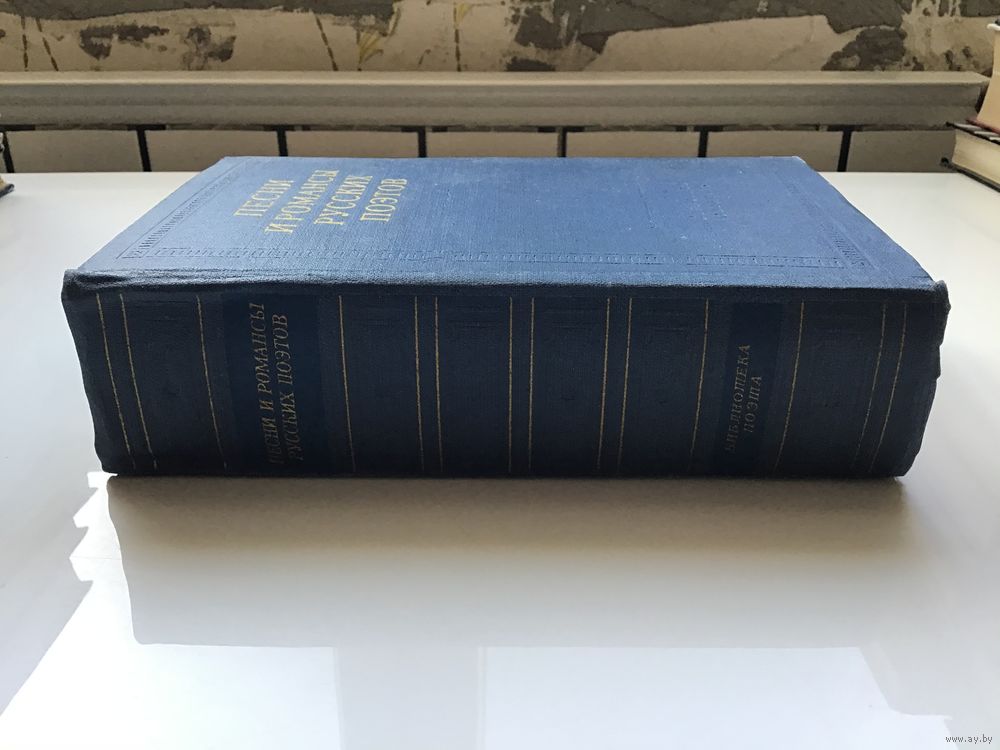 ПЕСНИ
И РОМАНСЫ
РУССКИХ
ПОЭТОВ
ПЕСНИ И РОМАНСЫ
РУССКИХ ПОЭТОВ
БИБЛИОТЕКА
ПОЭТА
www.ay.by